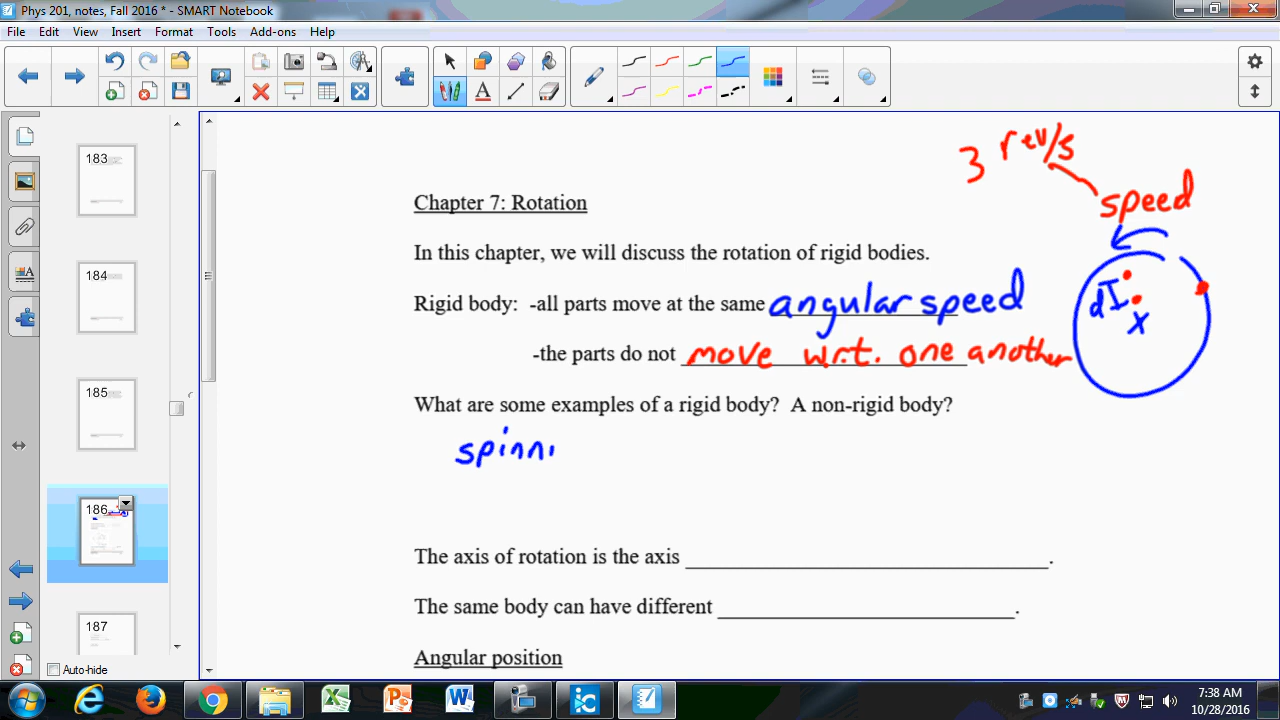 Phys 201, notes, Fall 2016 * - SMART Notebook
File Edit View Insert Format Tools Add-ons Help
183
184
185
186
187
Auto-hide
3 rev/s
speed
Chapter 7: Rotation
In this chapter, we will discuss the rotation of rigid bodies.
Rigid body: -all parts move at the same angular speed
d
x
-the parts do not move w.r.t. one another
What are some examples of a rigid body? A non-rigid body?
spinni
The axis of rotation is the axis ________________.
The same body can have different ________________.
Angular position
7:38 AM
10/28/2016